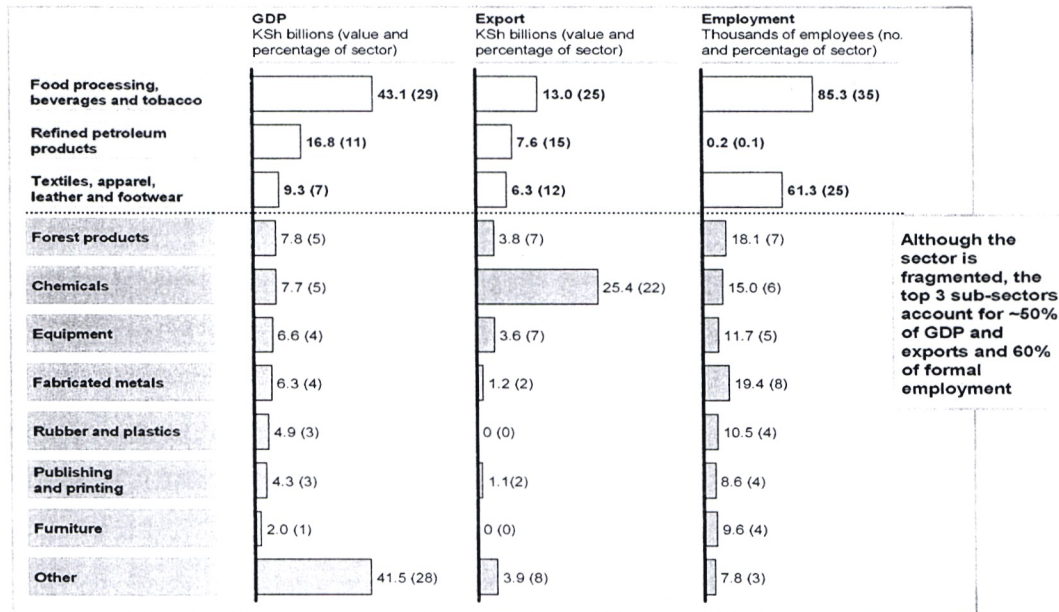 GDP
KSh billions (value and
percentage of sector)
Export
KSh billions (value and
percentage of sector)
Employment
Thousands of employees (no.
and percentage of sector)
Food processing,
beverages and tobacco
43.1 (29)
13.0 (25)
85.3 (35)
Refined petroleum
products
16.8 (11)
7.6 (15)
0.2 (0.1)
Textiles, apparel,
leather and footwear
9.3 (7)
6.3 (12)
61.3 (25)
Forest products
7.8 (5)
3.8 (7)
18.1 (7)
Chemicals
7.7 (5)
25.4 (22)
15.0 (6)
Equipment
6.6 (4)
3.6 (7)
11.7 (5)
Fabricated metals
6.3 (4)
1.2 (2)
19.4 (8)
Rubber and plastics
4.9 (3)
0 (0)
10.5 (4)
Publishing
and printing
4.3 (3)
1.1(2)
8.6 (4)
Furniture
2.0 (1)
0 (0)
9.6 (4)
Other
41.5 (28)
3.9 (8)
7.8 (3)
Although the
sector is
fragmented, the
top 3 sub-sectors
account for ~50%
of GDP and
exports and 60%
of formal
employment